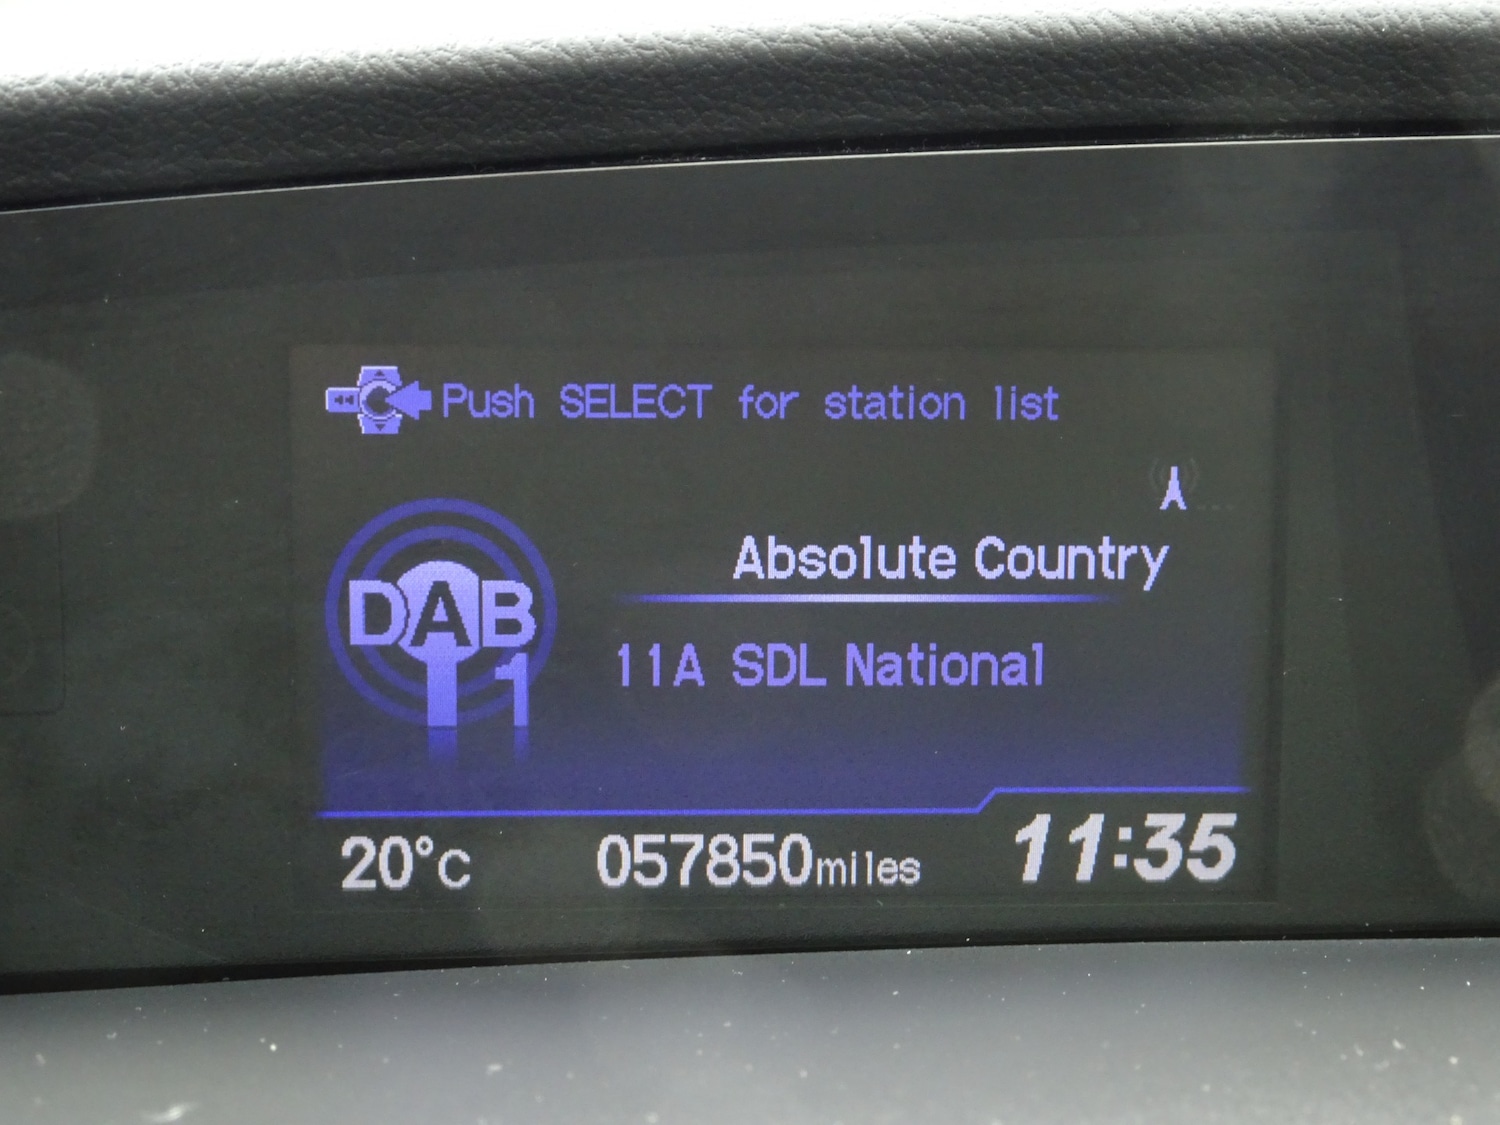 Push SELECT for station list
Absolute Country
DAB
1
11A SDL National
20°C 057850miles 11:35